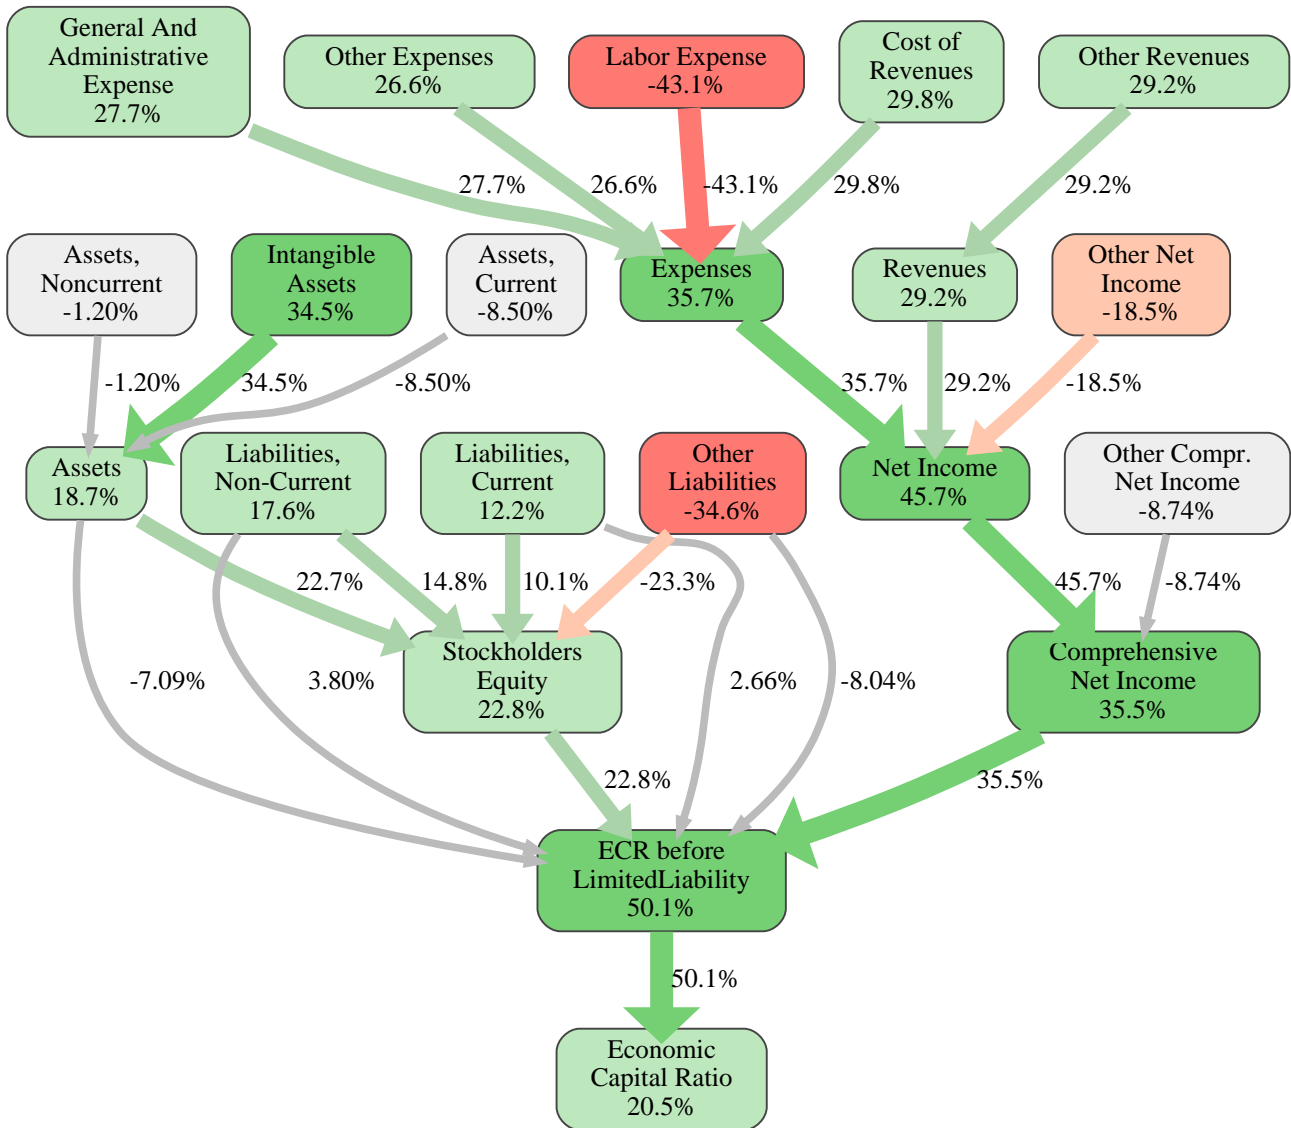 General And
Administrative
Expense
27.7%
Other Expenses
26.6%
Labor Expense
-43.1%
Cost of
Revenues
29.8%
Other Revenues
29.2%
27.7%
26.6%
-43.1%
29.8%
29.2%
Assets,
Noncurrent
-1.20%
Intangible
Assets
34.5%
Assets,
Current
-8.50%
Expenses
35.7%
Revenues
29.2%
Other Net
Income
-18.5%
-1.20%
34.5%
-8.50%
35.7%
29.2%
-18.5%
Assets
18.7%
Liabilities,
Non-Current
17.6%
Liabilities,
Current
12.2%
Other
Liabilities
-34.6%
Net Income
45.7%
Other Compr.
Net Income
-8.74%
22.7%
14.8%
10.1%
-23.3%
45.7%
-8.74%
Stockholders
Equity
22.8%
Comprehensive
Net Income
35.5%
-7.09%
3.80%
2.66%
-8.04%
22.8%
35.5%
ECR before
LimitedLiability
50.1%
50.1%
Economic
Capital Ratio
20.5%